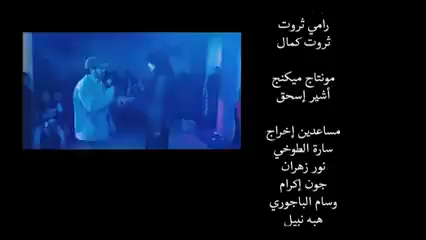 رامي ثروت
ثروت كمال
مونتاج ميكنج
أشير إسحق
مساعدين إخراج
سارة الطوخي
نور زهران
جون إكرام
وسام الباجوري
هبه نبيل